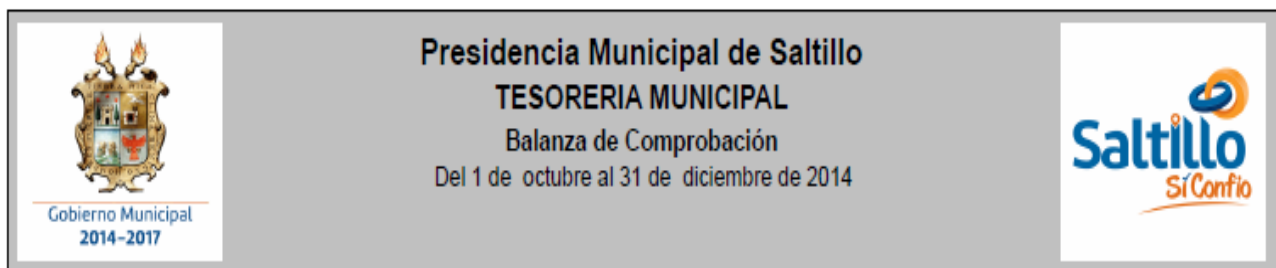 Presidencia Municipal de Saltillo
TESORERIA MUNICIPAL
Balanza de Comprobación
Del 1 de octubre al 31 de diciembre de 2014
Gobierno Municipal
2014-2017
Saltillo
Sí Confío